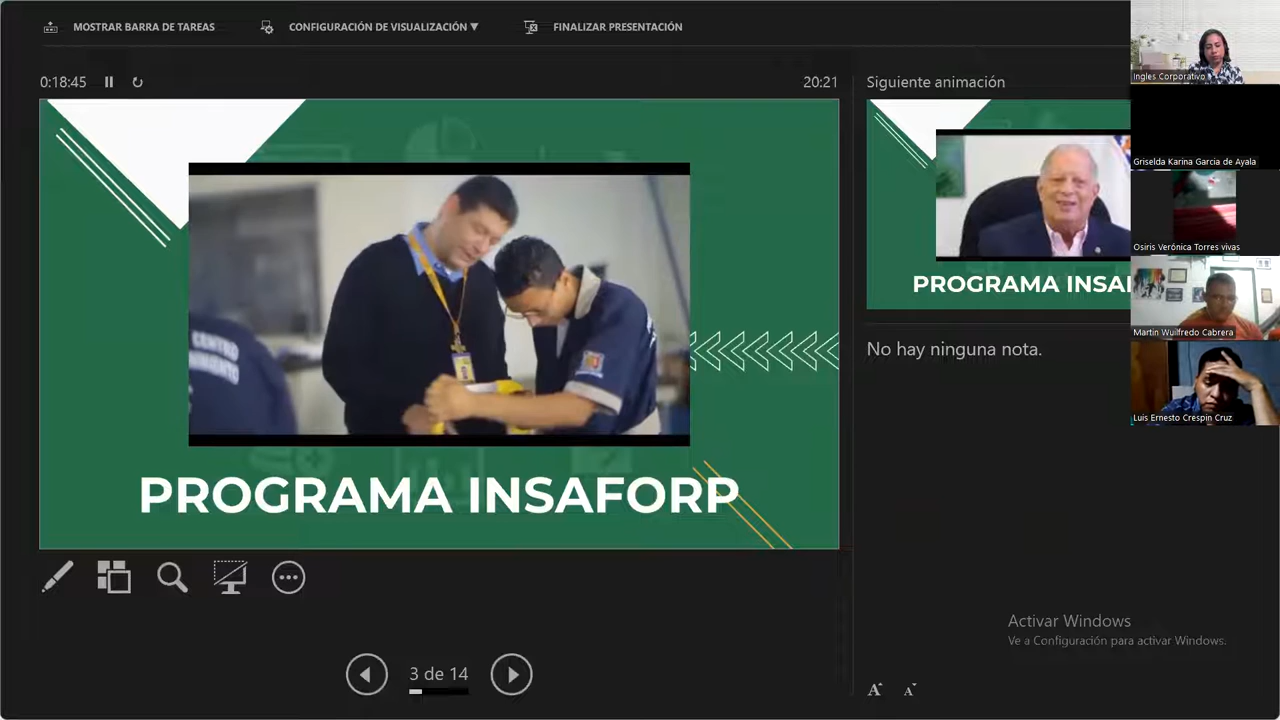 MOSTRAR BARRA DE TAREAS
CONFIGURACIÓN DE VISUALIZACIÓN ▼
FINALIZAR PRESENTACIÓN
0:18:45
20:21
Siguiente animación
CENTRO
PROGRAMA INSAFORP
PROGRAMA INSA
No hay ninguna nota.
Ingles Corporativo
Griselda Karina Garcia de Ayala
Osiris Verónica Torres vivas
Martin Wuilfredo Cabrera
Luis Ernesto Crespin Cruz
Activar Windows
Ve a Configuración para activar Windows.
3 de 14
A A